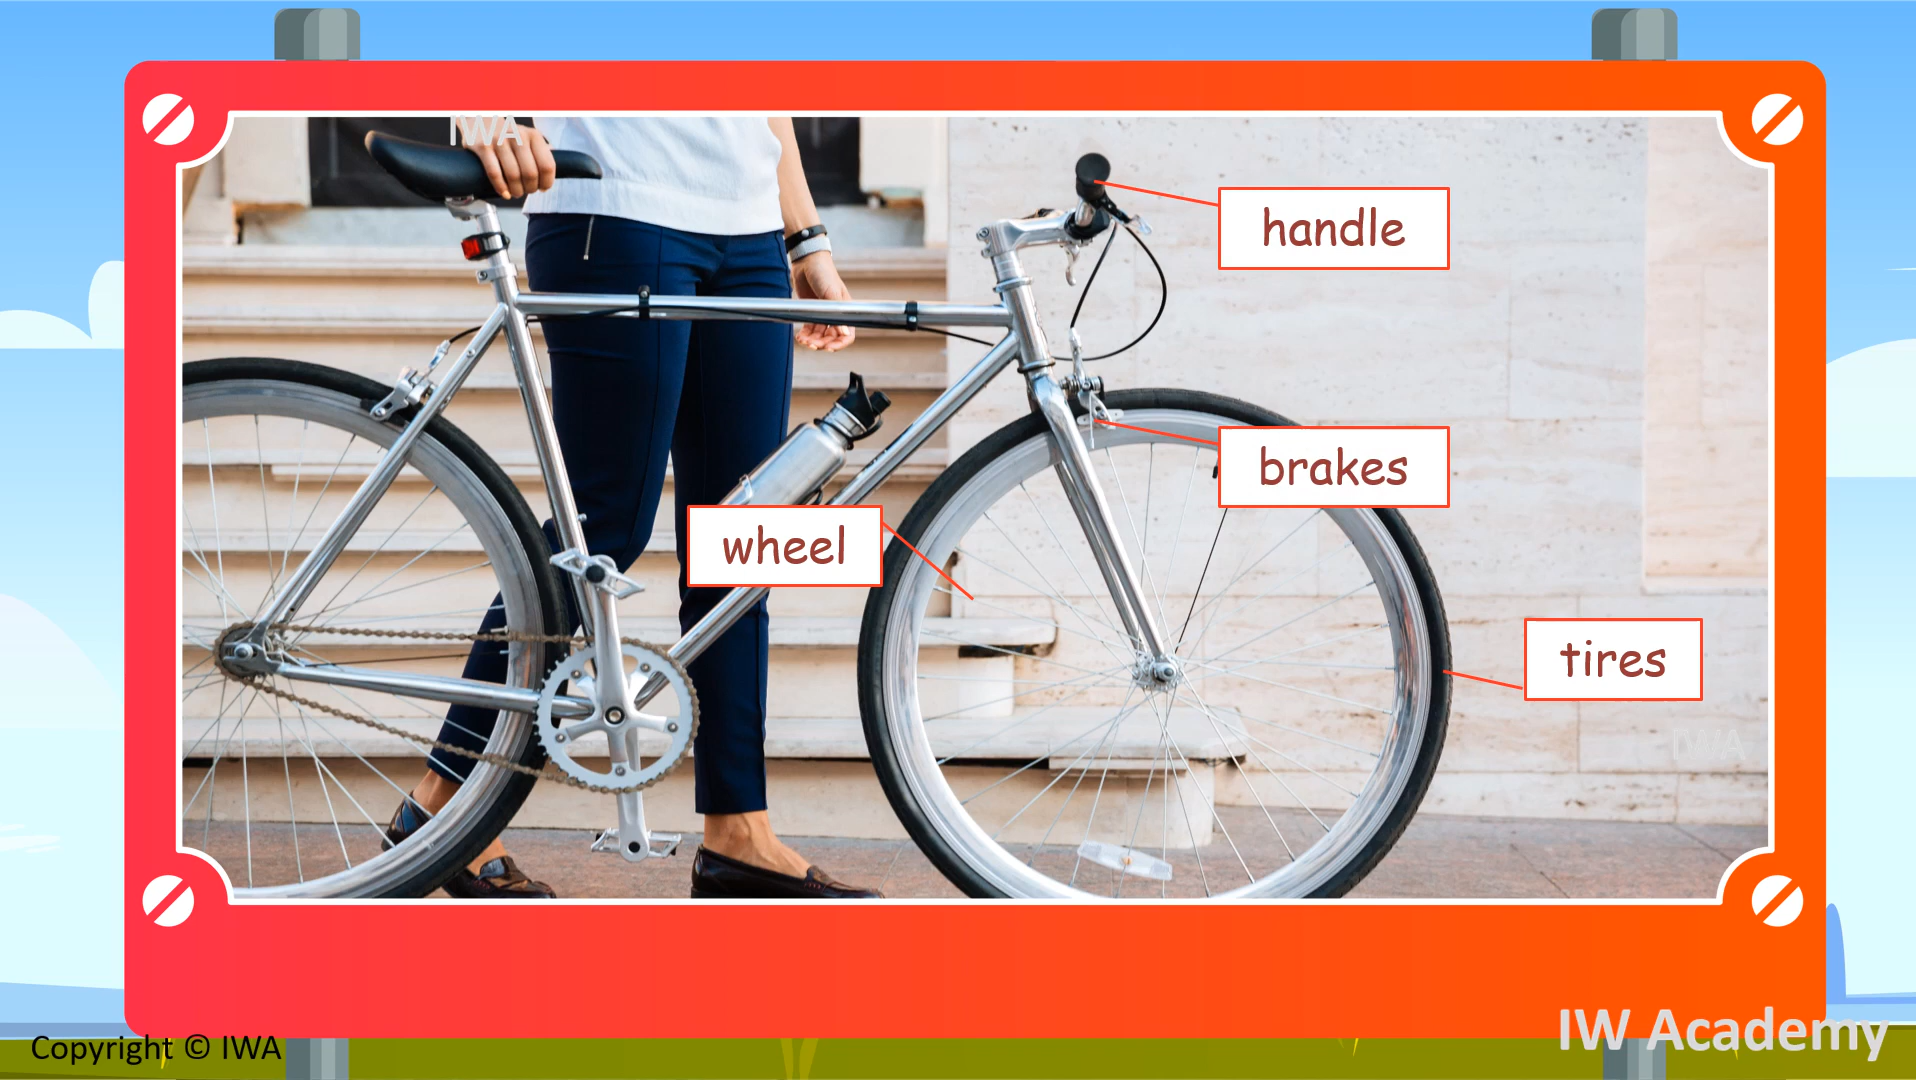 IWA
handle
brakes
wheel
tires
IWA
Copyright © IWA
IW Academy